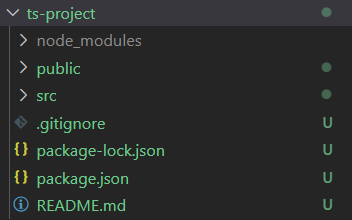 ts-project
node_modules
public
src
.gitignore U
package-lock.json U
package.json U
README.md U